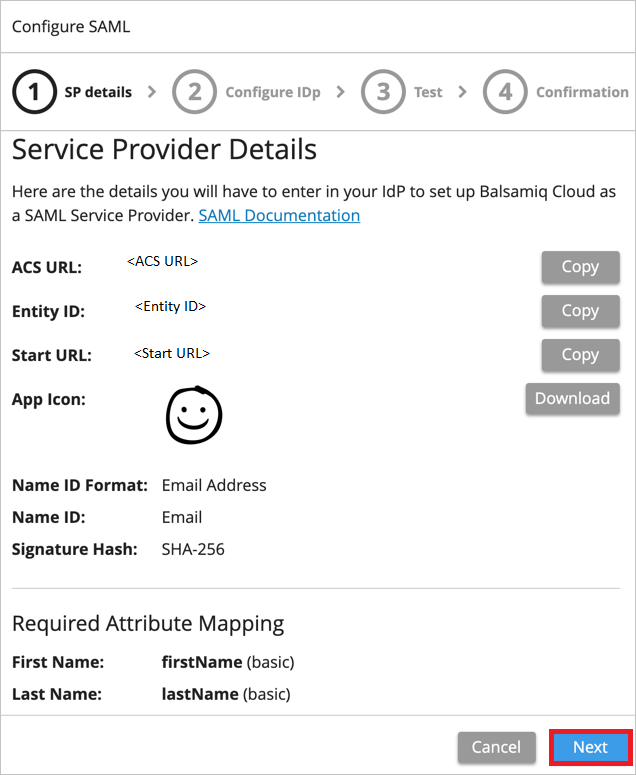 Configure SAML
1 SP details > 2 Configure IDp > 3 Test > 4 Confirmation
Service Provider Details
Here are the details you will have to enter in your IdP to set up Balsamiq Cloud as
a SAML Service Provider. SAML Documentation
ACS URL: <ACS URL> Copy
Entity ID: <Entity ID> Copy
Start URL: <Start URL> Copy
App Icon: Download
Name ID Format: Email Address
Name ID: Email
Signature Hash: SHA-256
Required Attribute Mapping
First Name: firstName (basic)
Last Name: lastName (basic)
Cancel Next